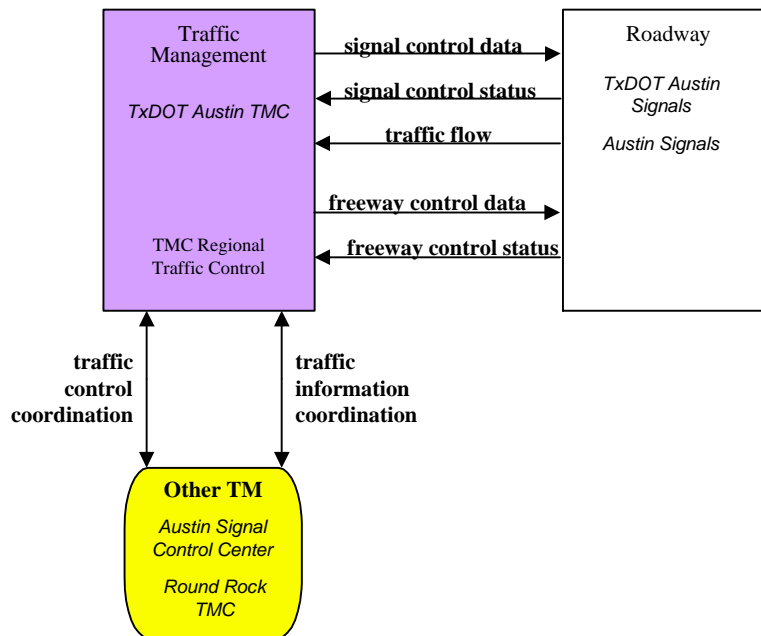 Traffic
Management
TxDOT Austin TMC
TMC Regional
Traffic Control
signal control data
signal control status
traffic flow
freeway control data
freeway control status
Roadway
TxDOT Austin
Signals
Austin Signals
traffic
control
coordination
traffic
information
coordination
Other TM
Austin Signal
Control Center
Round Rock
TMC